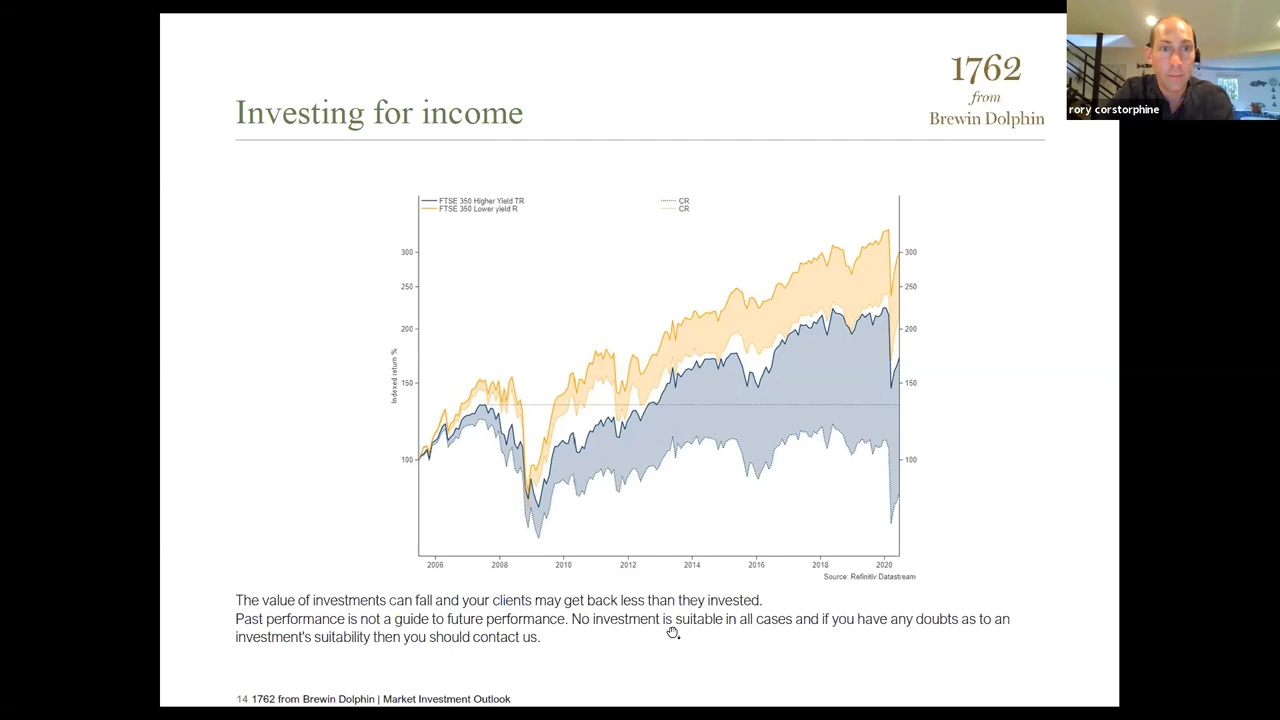 1762
from
Brewin Dolphin
rory corstorphine
Investing for income
FTSE 350 Higher Yield TR
CR
FTSE 350 Lower yield R
CR
300
300
250
250
200
200
Indexed return %
150
150
100
100
2006
2008
2010
2012
2014
2016
2018
2020
Source: Refinitiv Datastream
The value of investments can fall and your clients may get back less than they invested.
Past performance is not a guide to future performance. No investment is suitable in all cases and if you have any doubts as to an
investment's suitability then you should contact us.
14 1762 from Brewin Dolphin | Market Investment Outlook